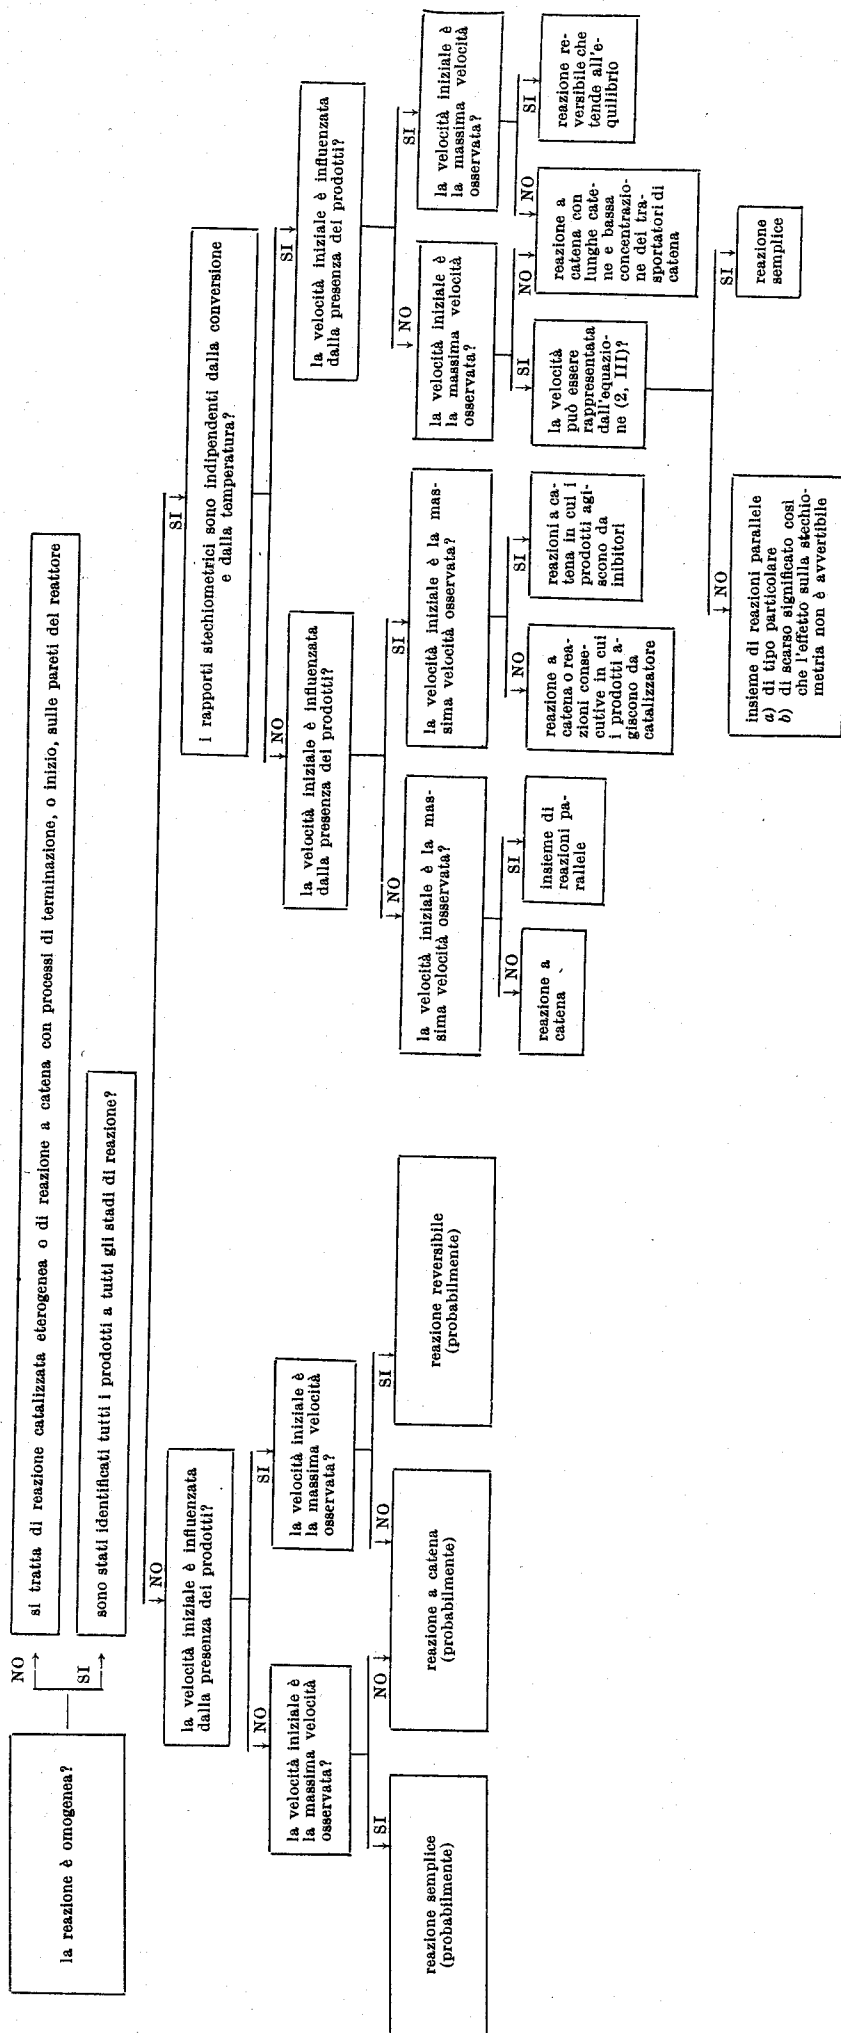 la reazione è omogenea?
NO
si tratta di reazione catalizzata eterogenea o di reazione a catena con processi di terminazione, o inizio, sulle pareti del reattore
SI
sono stati identificati tutti i prodotti a tutti gli stadi di reazione?
NO
la velocità iniziale è influenzata
dalla presenza dei prodotti?
NO
la velocità iniziale è
la massima velocità
osservata?
SI
reazione semplice
(probabilmente)
NO
SI
la velocità iniziale è
la massima velocità
osservata?
NO
reazione a catena
(probabilmente)
SI
reazione reversibile
(probabilmente)
SI
i rapporti stechiometrici sono indipendenti dalla conversione
e dalla temperatura?
NO
la velocità iniziale è influenzata
dalla presenza dei prodotti?
NO
la velocità iniziale è la mas-
sima velocità osservata?
NO
reazione a
catena
SI
insieme di
reazioni pa-
rallele
SI
la velocità iniziale è la mas-
sima velocità osservata?
NO
reazione a
catena o rea-
zioni conse-
cutive in cui
i prodotti a-
giscono da
catalizzatore
SI
reazioni a ca-
tena in cui i
prodotti agi-
scono da
inibitori
SI
la velocità iniziale è influenzata
dalla presenza dei prodotti?
NO
la velocità iniziale è
la massima velocità
osservata?
SI
la velocità
può essere
rappresentata
dall'equazio-
ne (2, III)?
NO
insieme di reazioni parallele
a) di tipo particolare
b) di scarso significato così
che l'effetto sulla stechio-
metria non è avvertibile
SI
reazione
semplice
NO
SI
la velocità iniziale è
la massima velocità
osservata?
NO
reazione a
catena con
lunghe cate-
ne e bassa
concentrazio-
ne dei tra-
sportatori di
catena
SI
reazione re-
versibile che
tende all'e-
quilibrio